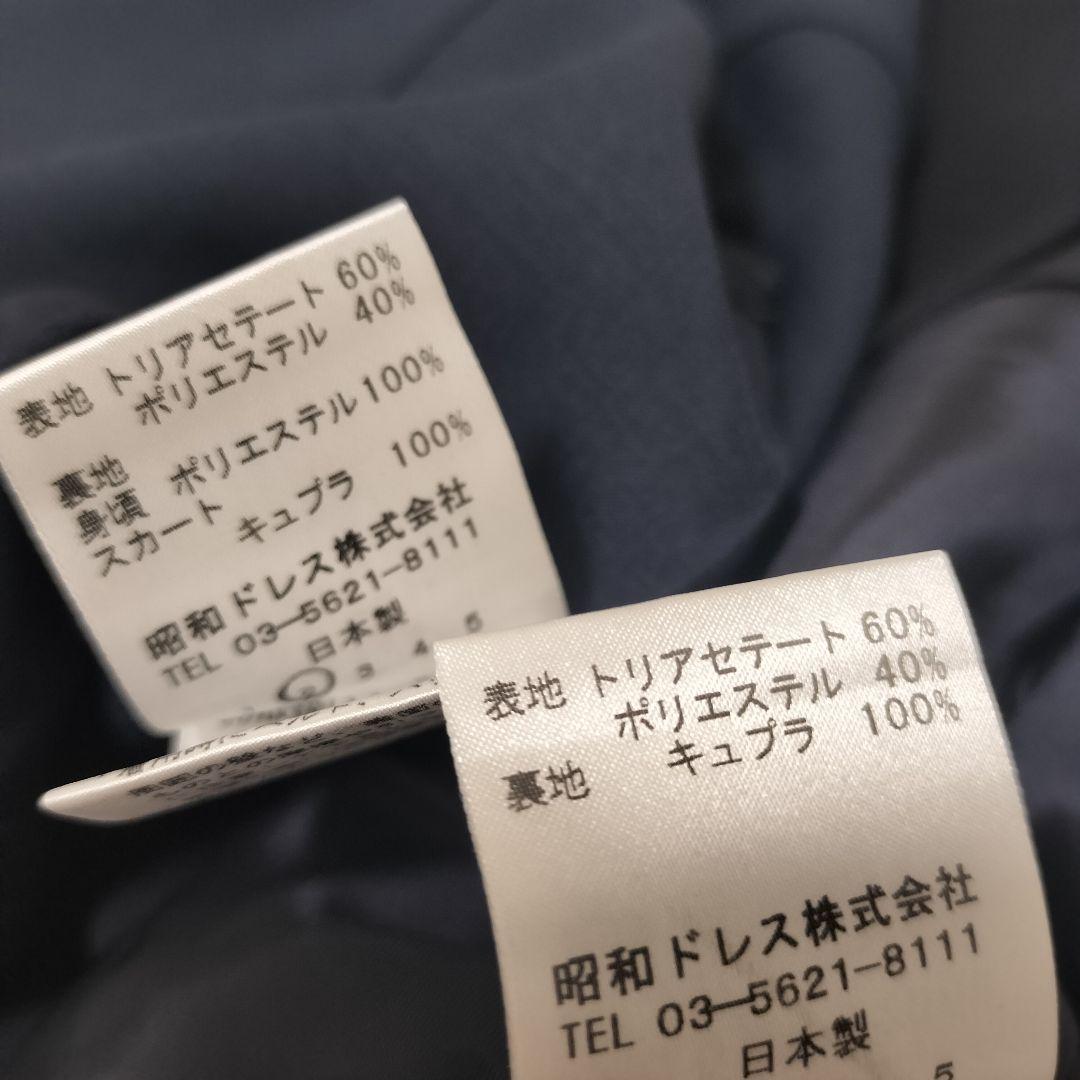 表地 トリアセテート 60%
ポリエステル 40%
裏地
身頃 ポリエステル 100%
スカート キュプラ 100%
昭和ドレス株式会社
TEL 03-5621-8111
日本製
2 3 4 5
表地 トリアセテート 60%
ポリエステル 40%
裏地 キュプラ 100%
昭和ドレス株式会社
TEL 03-5621-8111
日本製
5